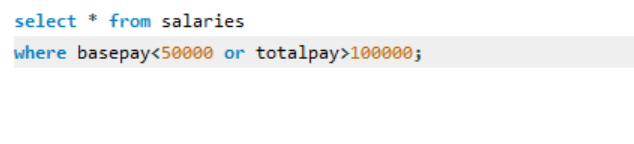 select * from salaries
where basepay<50000 or totalpay>100000;